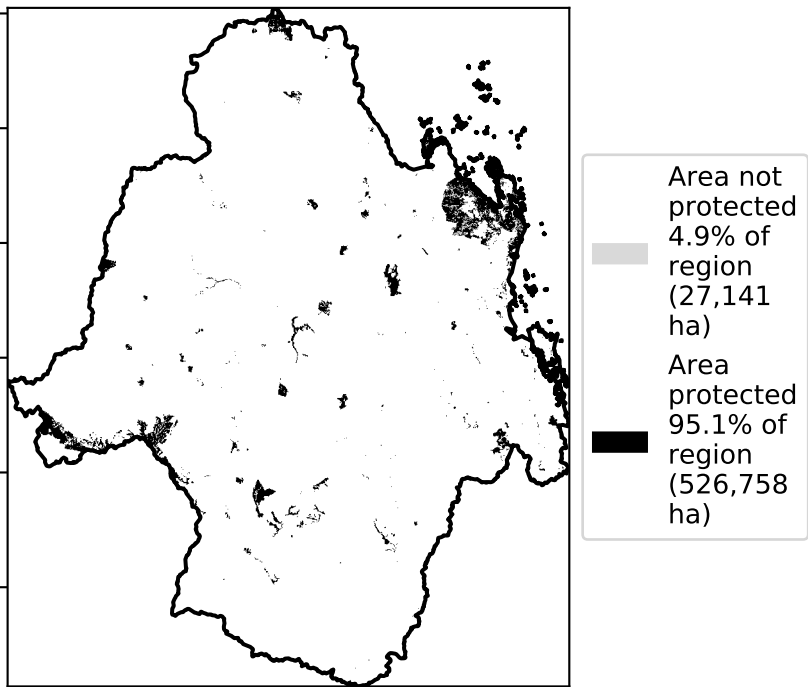 Area not
protected
4.9% of
region
(27,141
ha)
Area
protected
95.1% of
region
(526,758
ha)